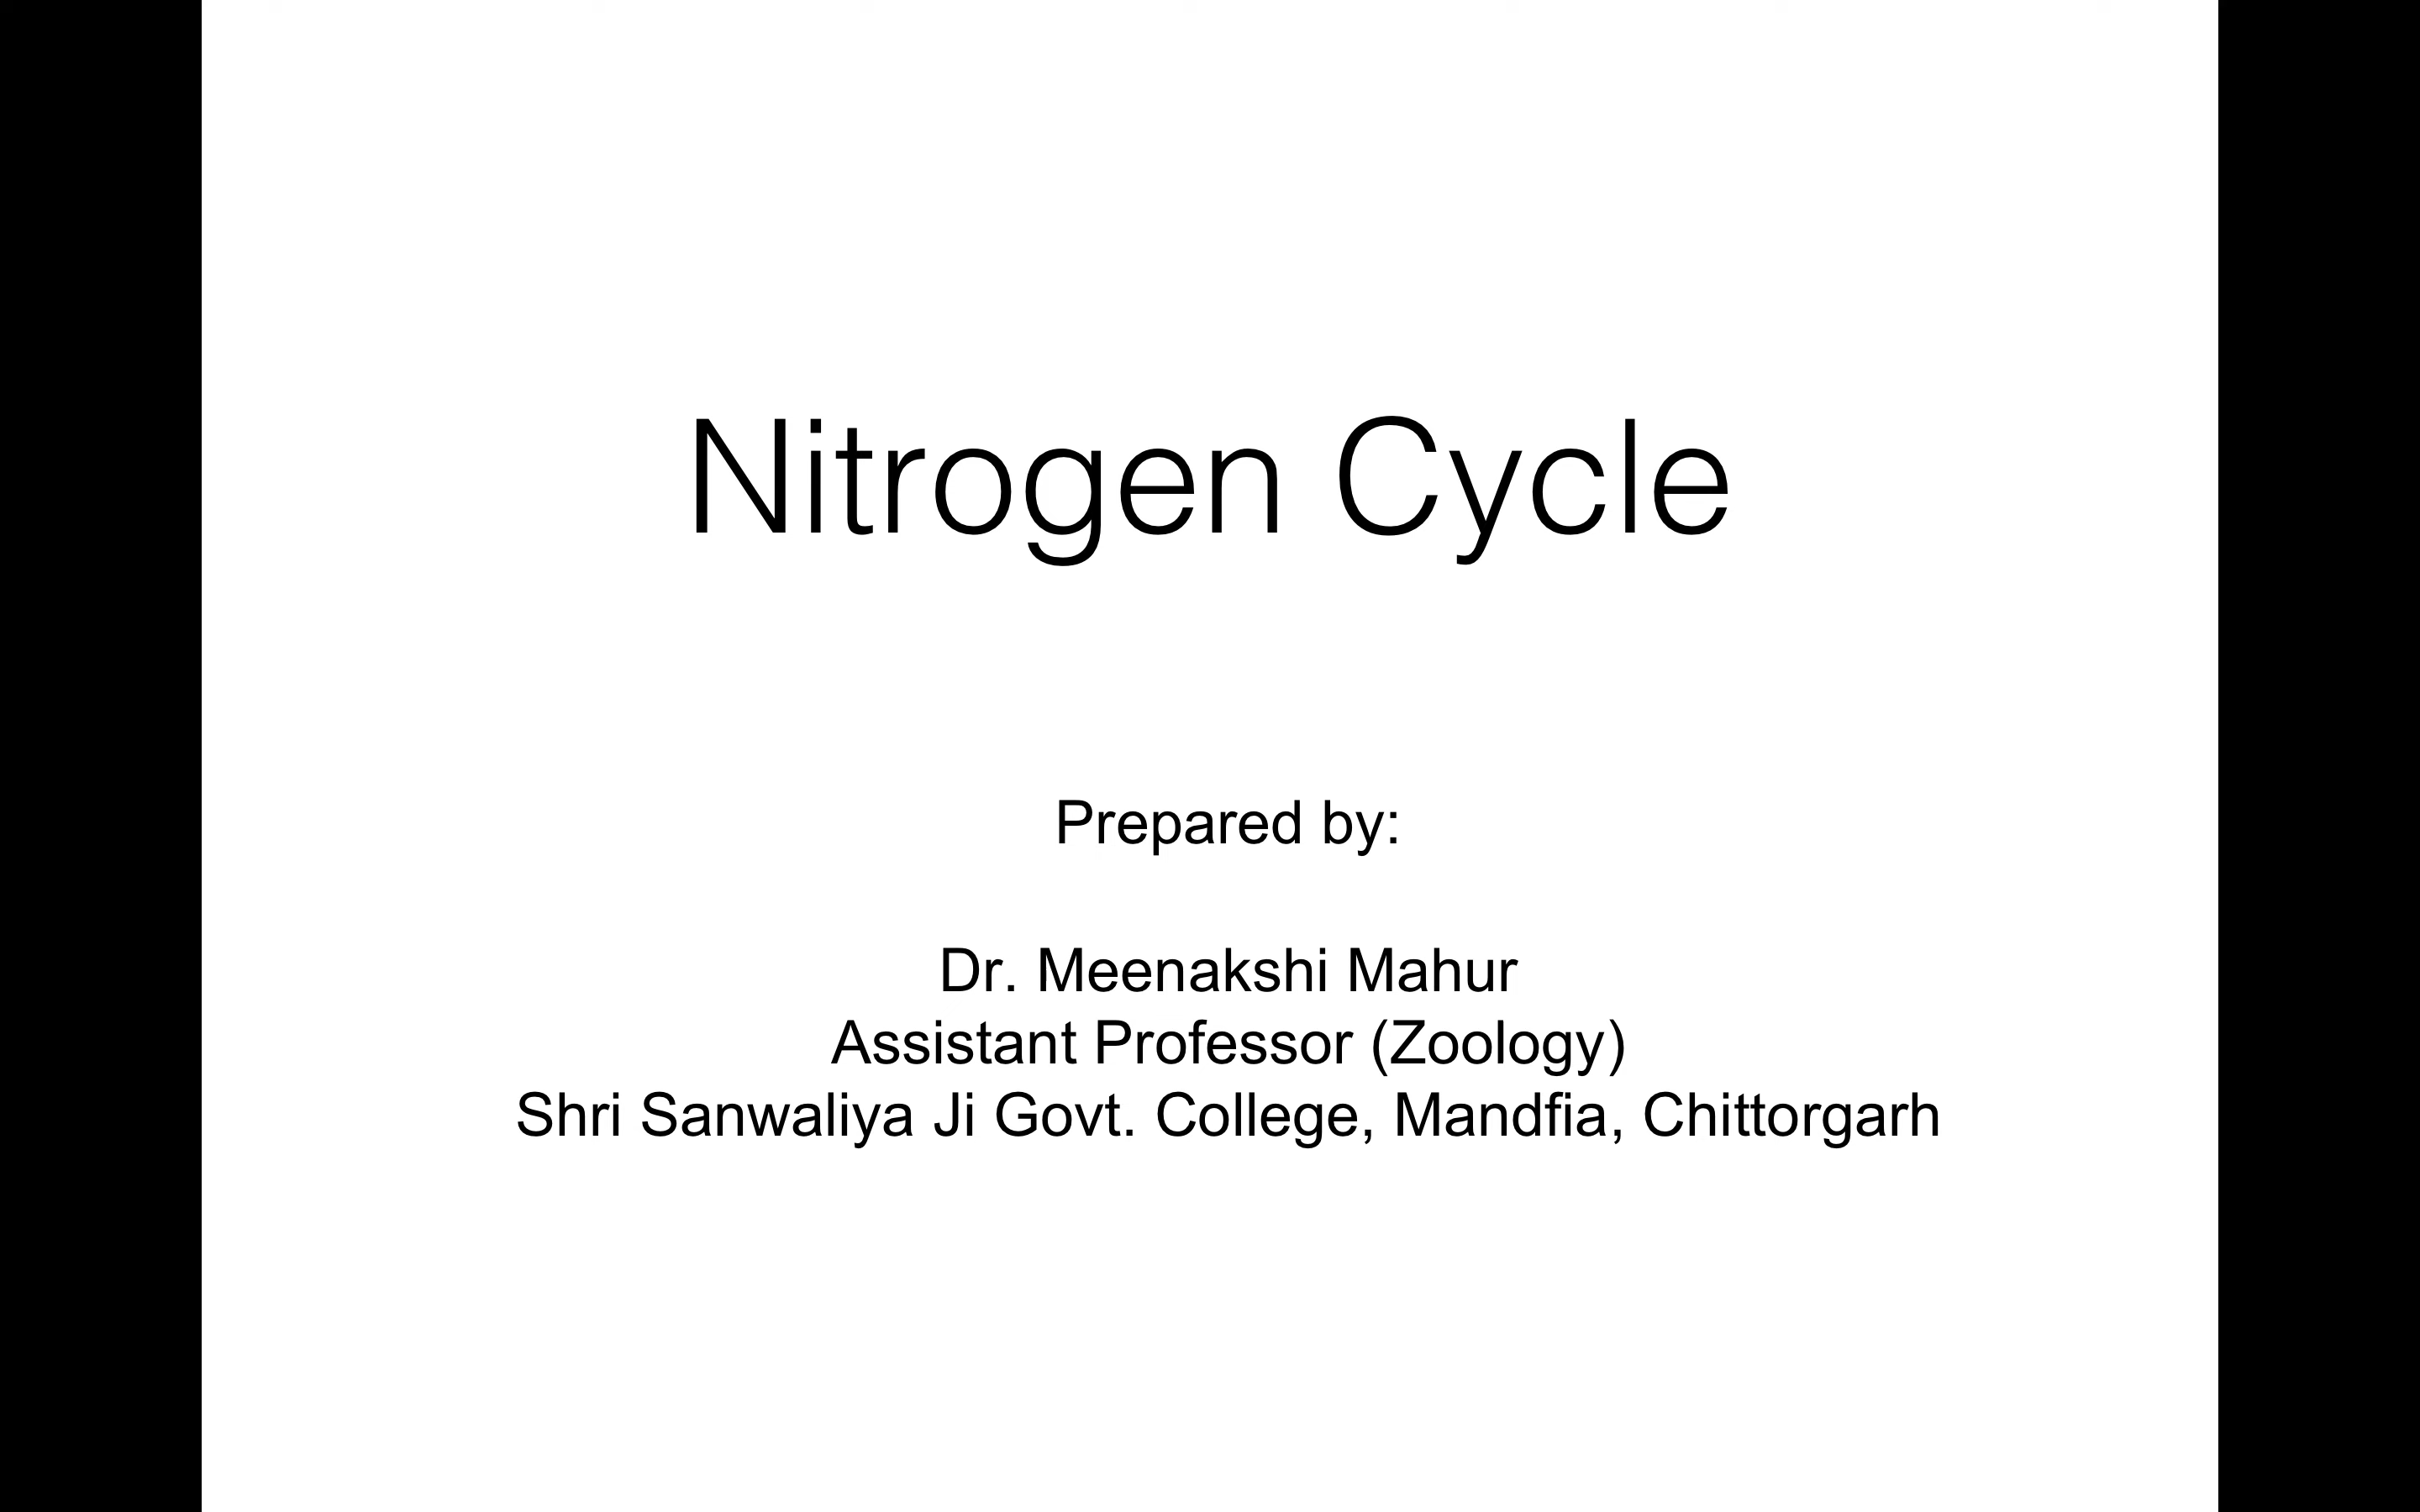 Nitrogen Cycle
Prepared by:
Dr. Meenakshi Mahur
Assistant Professor (Zoology)
Shri Sanwaliya Ji Govt. College, Mandfia, Chittorgarh